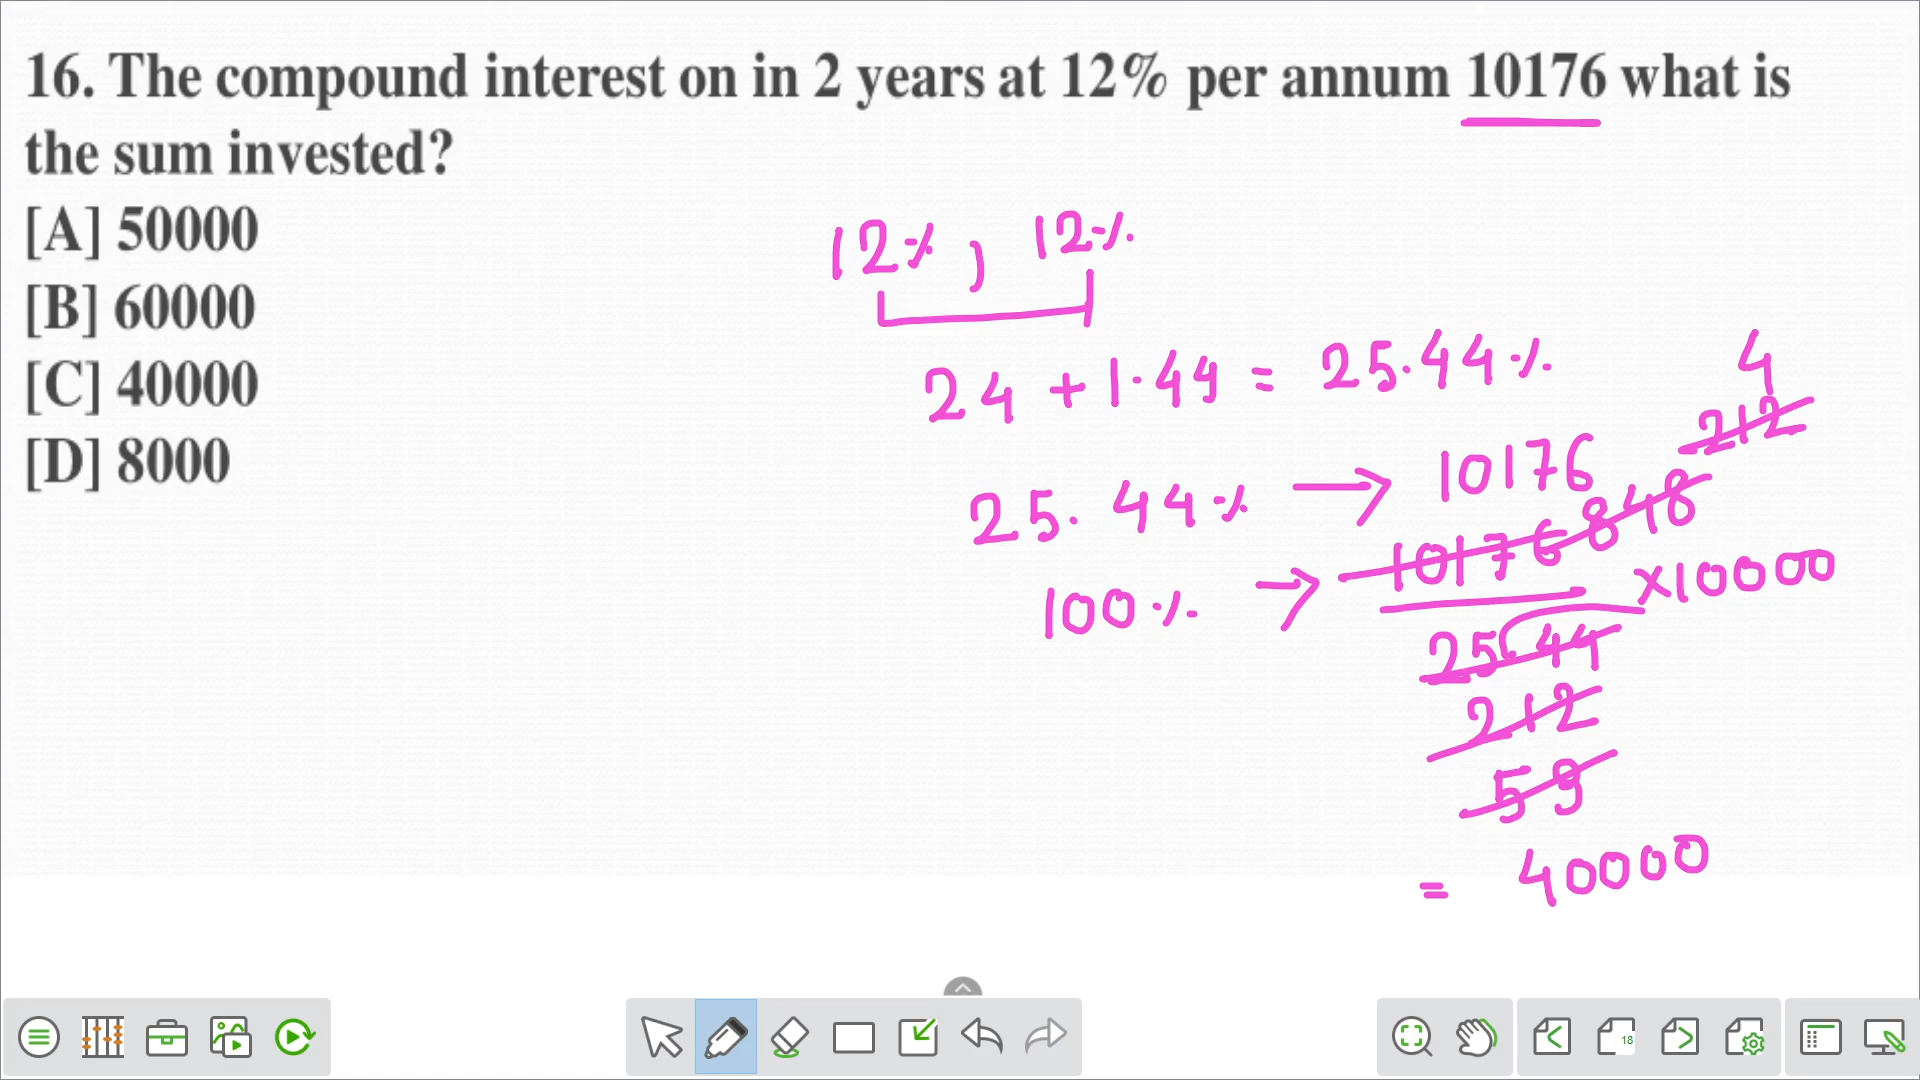 16. The compound interest on in 2 years at 12% per annum 10176 what is
the sum invested?
[A] 50000
[B] 60000
[C] 40000
[D] 8000
12% , 12%
24 + 1.44 = 25.44%
4
212
25.44% → 10176
848
100% → 10176 ×10000
25.44
212
53
= 40000
18